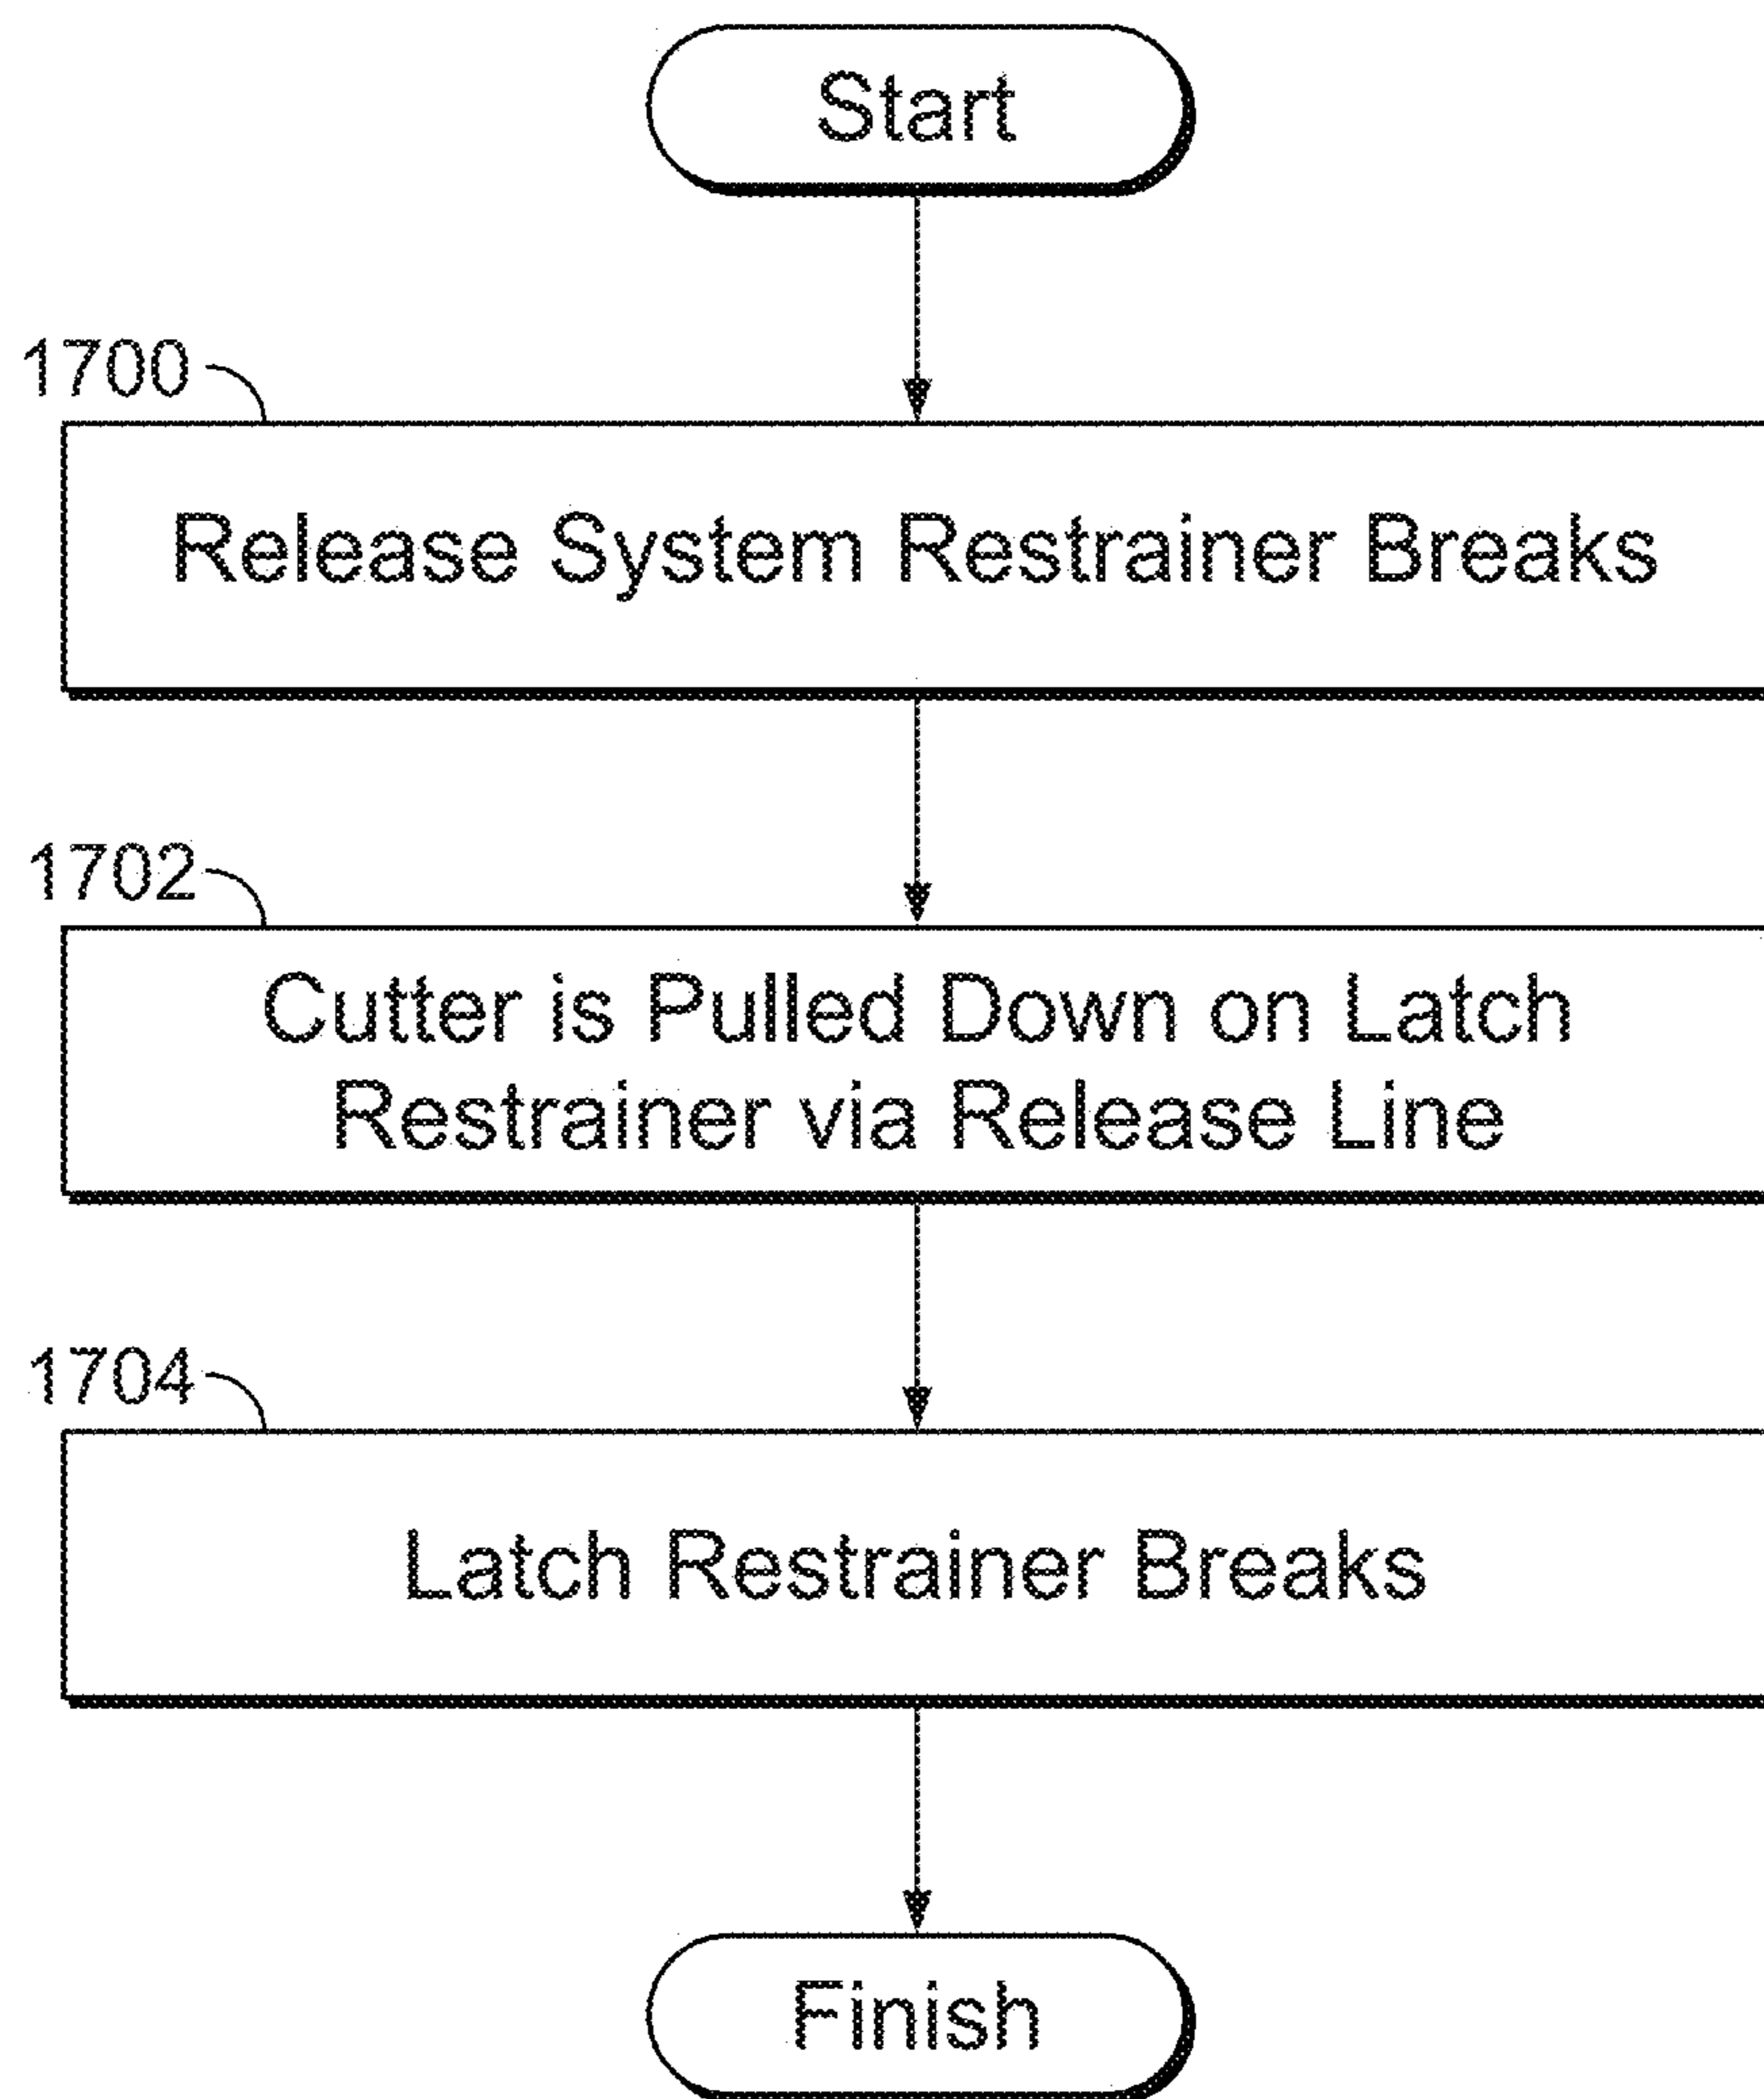 Start
1700
Release System Restrainer Breaks
1702
Cutter is Pulled Down on Latch
Restrainer via Release Line
1704
Latch Restrainer Breaks
Finish